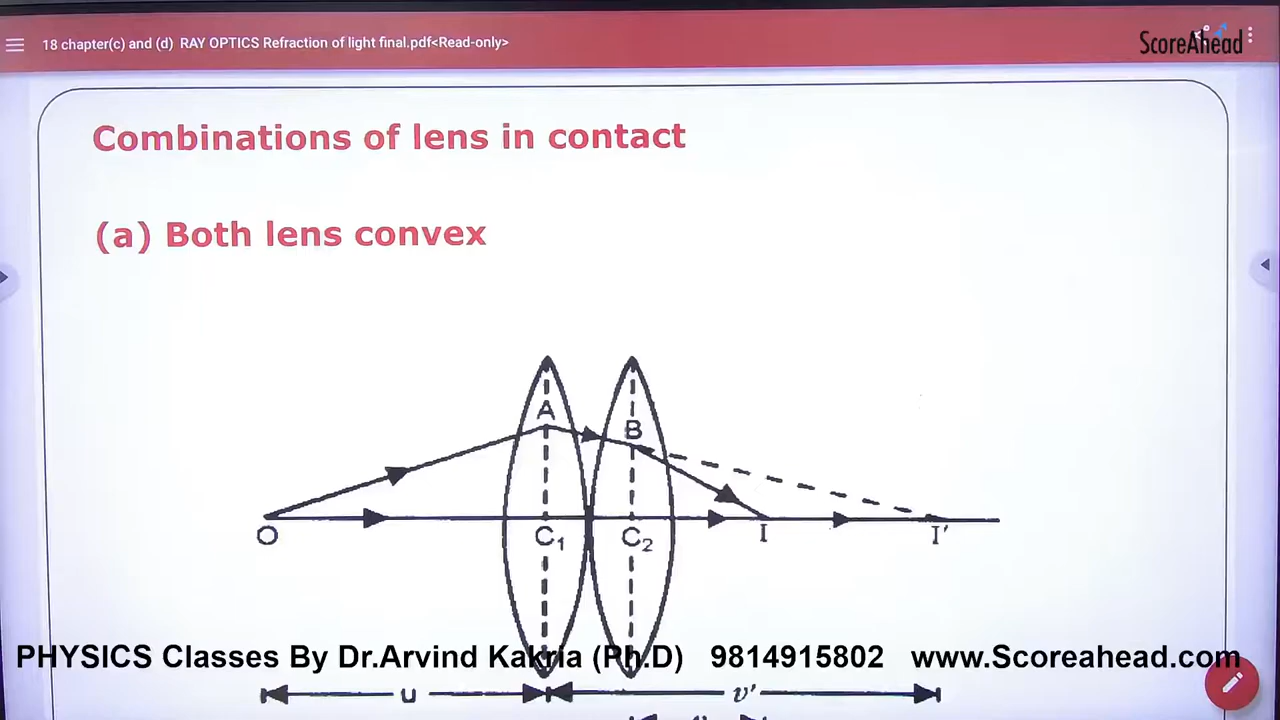 18 chapter(c) and (d) RAY OPTICS Refraction of light final.pdf<Read-only>
ScoreAhead
Combinations of lens in contact
(a) Both lens convex
A
B
O
C₁
C₂
I
I'
PHYSICS Classes By Dr.Arvind Kakria (Ph.D) 9814915802 www.Scoreahead.com
u
v'